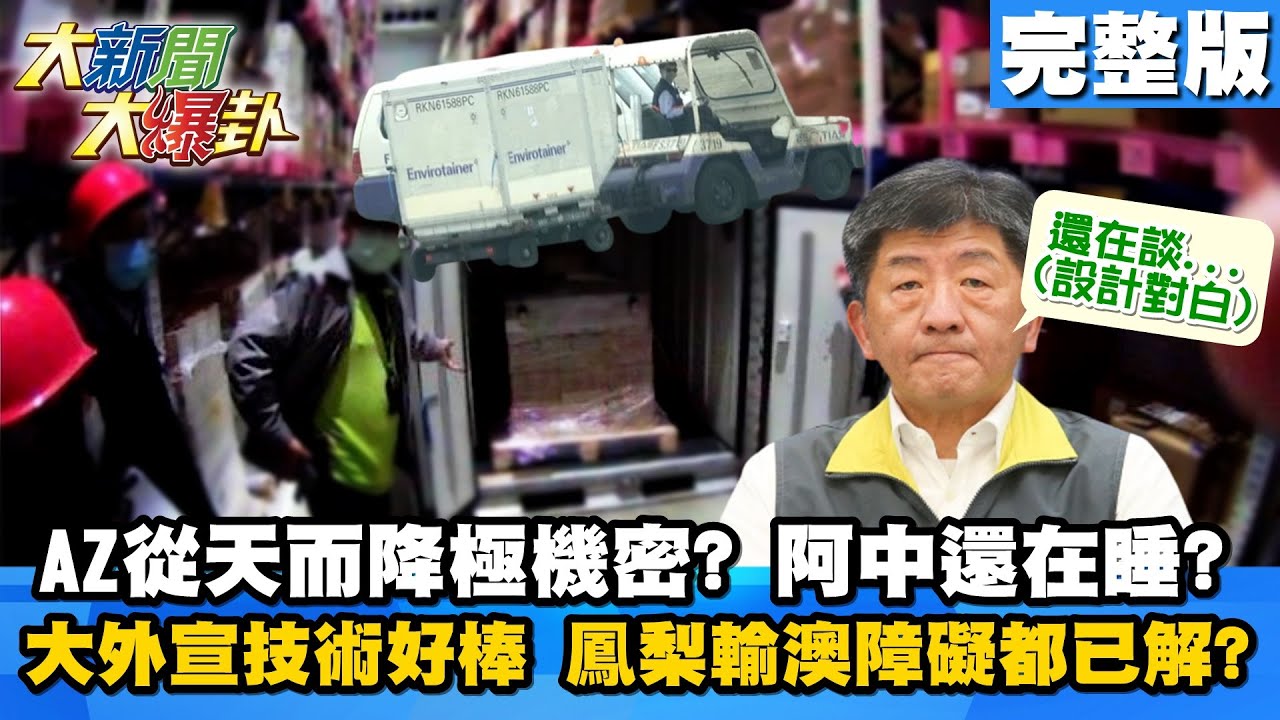 大新聞
大爆卦
完整版
RKN61588PC
RKN61588PC
Envirotainer
Envirotainer
3719
還在談...
(設計對白)
AZ從天而降極機密? 阿中還在睡?
大外宣技術好棒 鳳梨輸澳障礙都已解?